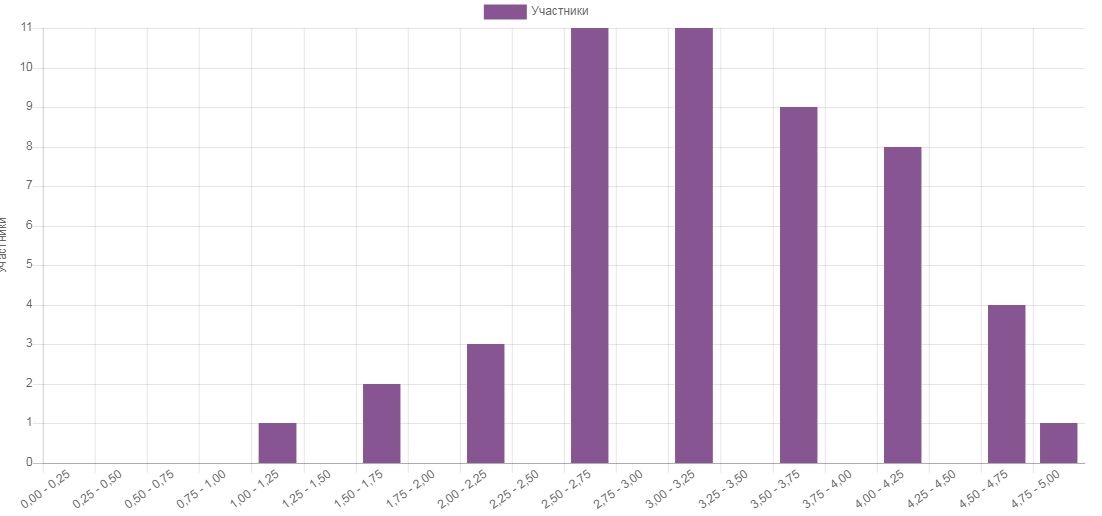 Участники
11
10
9
8
7
6
5
4
3
2
1
0
Участники
0,00 - 0,25
0,25 - 0,50
0,50 - 0,75
0,75 - 1,00
1,00 - 1,25
1,25 - 1,50
1,50 - 1,75
1,75 - 2,00
2,00 - 2,25
2,25 - 2,50
2,50 - 2,75
2,75 - 3,00
3,00 - 3,25
3,25 - 3,50
3,50 - 3,75
3,75 - 4,00
4,00 - 4,25
4,25 - 4,50
4,50 - 4,75
4,75 - 5,00